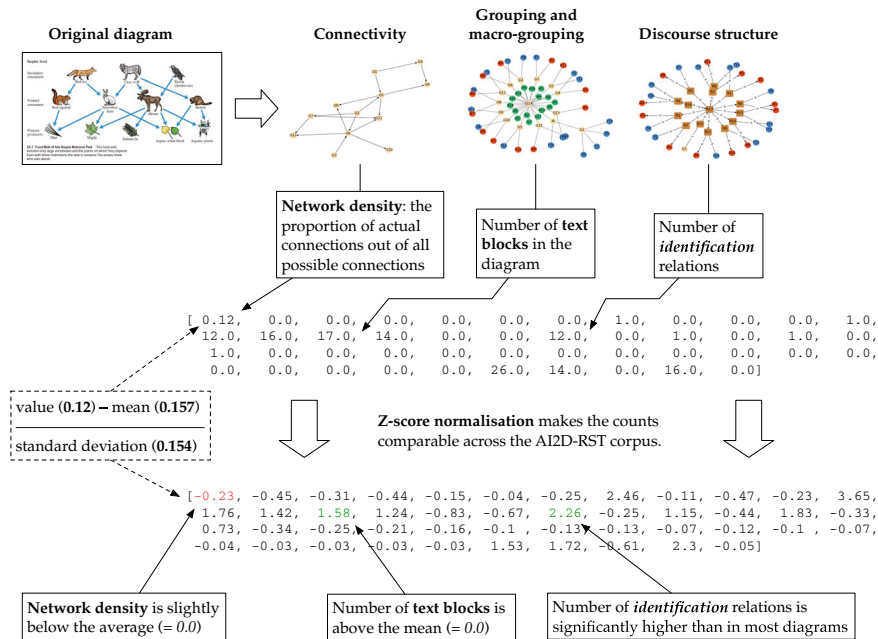 Original diagram
Connectivity
Grouping and
macro-grouping
Discourse structure
Network density: the
proportion of actual
connections out of all
possible connections
Number of text
blocks in the
diagram
Number of
identification
relations
[ 0.12, 0.0, 0.0, 0.0, 0.0, 0.0, 0.0, 1.0, 0.0, 0.0, 0.0, 1.0,
12.0, 16.0, 17.0, 14.0, 0.0, 0.0, 12.0, 0.0, 1.0, 0.0, 1.0, 0.0,
1.0, 0.0, 0.0, 0.0, 0.0, 0.0, 0.0, 0.0, 0.0, 0.0, 0.0, 0.0,
0.0, 0.0, 0.0, 0.0, 0.0, 26.0, 14.0, 0.0, 16.0, 0.0]
value (0.12) – mean (0.157)
standard deviation (0.154)
Z-score normalisation makes the counts
comparable across the AI2D-RST corpus.
[-0.23, -0.45, -0.31, -0.44, -0.15, -0.04, -0.25, 2.46, -0.11, -0.47, -0.23, 3.65,
1.76, 1.42, 1.58, 1.24, -0.83, -0.67, 2.26, -0.25, 1.15, -0.44, 1.83, -0.33,
0.73, -0.34, -0.25, -0.21, -0.16, -0.1 , -0.13, -0.13, -0.07, -0.12, -0.1 , -0.07,
-0.04, -0.03, -0.03, -0.03, -0.03, 1.53, 1.72, -0.61, 2.3, -0.05]
Network density is slightly
below the average (= 0.0)
Number of text blocks is
above the mean (= 0.0)
Number of identification relations is
significantly higher than in most diagrams